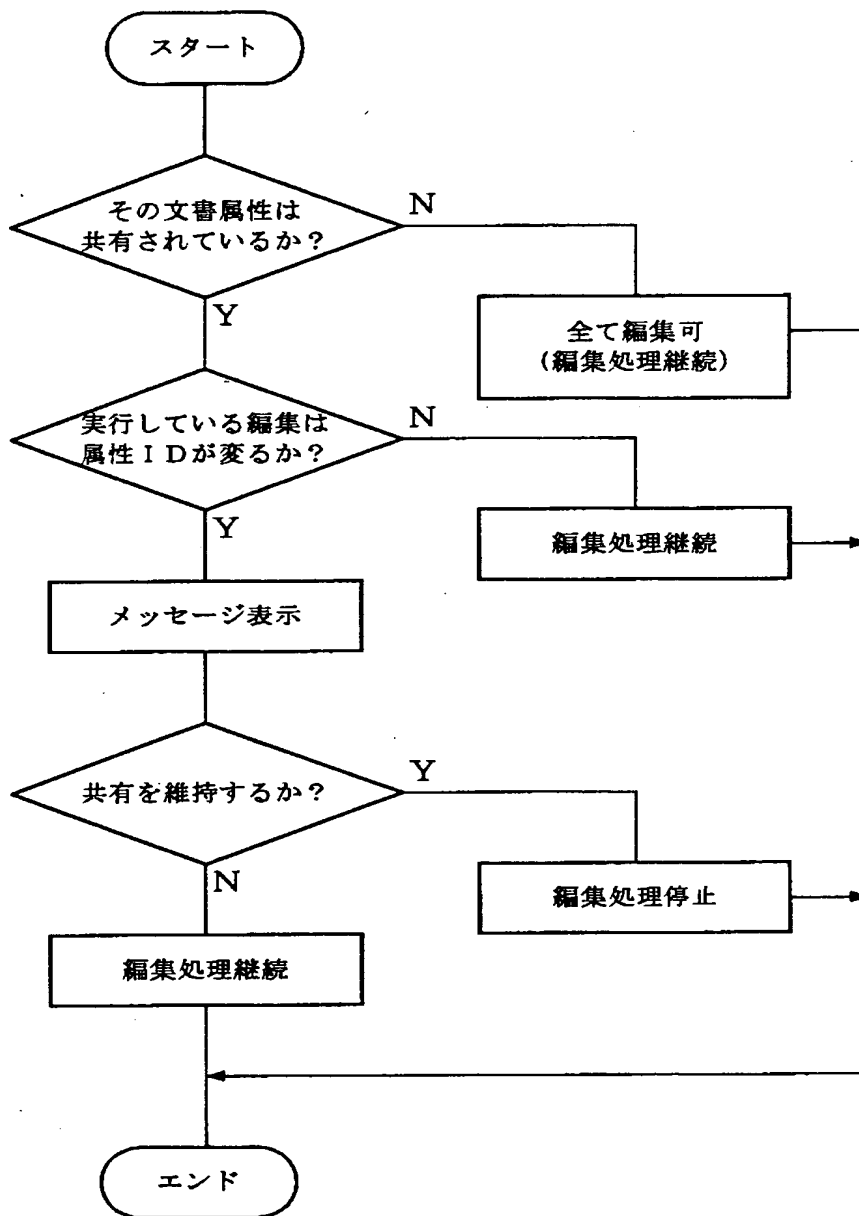 スタート
その文書属性は
共有されているか？
N
Y
全て編集可
(編集処理継続)
実行している編集は
属性ＩＤが変るか？
N
Y
編集処理継続
メッセージ表示
共有を維持するか？
Y
N
編集処理停止
編集処理継続
エンド